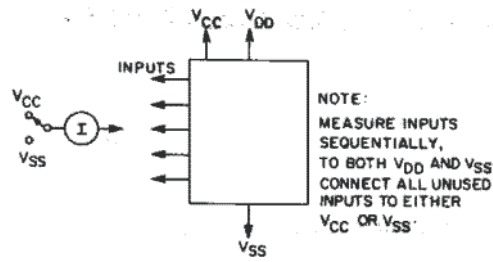 VCC VDD
INPUTS
VCC
I
VSS
NOTE:
MEASURE INPUTS
SEQUENTIALLY,
TO BOTH VDD AND VSS
CONNECT ALL UNUSED
INPUTS TO EITHER
VCC OR VSS.
VSS